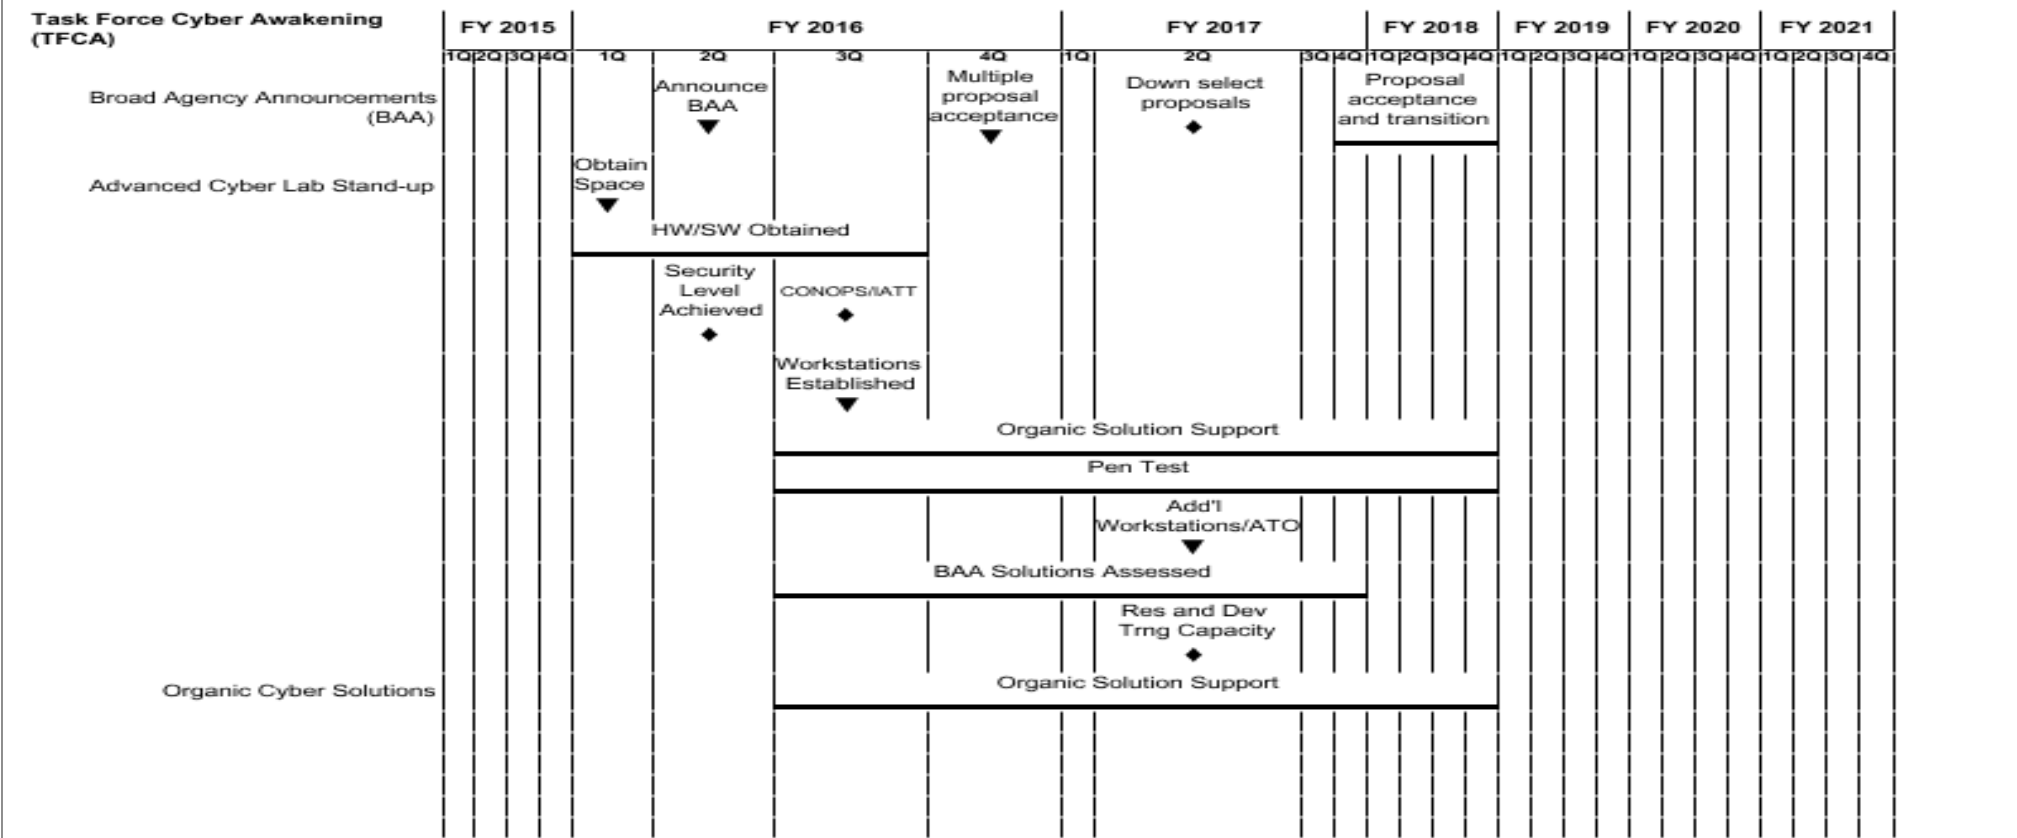 Task Force Cyber Awakening
(TFCA)
FY 2015 FY 2016 FY 2017 FY 2018 FY 2019 FY 2020 FY 2021
1Q 2Q 3Q 4Q 1Q 2Q 3Q 4Q 1Q 2Q 3Q 4Q 1Q 2Q 3Q 4Q 1Q 2Q 3Q 4Q 1Q 2Q 3Q 4Q 1Q 2Q 3Q 4Q
Broad Agency Announcements
(BAA)
Announce
BAA
Multiple
proposal
acceptance
Down select
proposals
Proposal
acceptance
and transition
Advanced Cyber Lab Stand-up
Obtain
Space
HW/SW Obtained
Security
Level
Achieved
CONOPS/IATT
Workstations
Established
Organic Solution Support
Pen Test
Add'l
Workstations/ATO
BAA Solutions Assessed
Res and Dev
Trng Capacity
Organic Cyber Solutions
Organic Solution Support